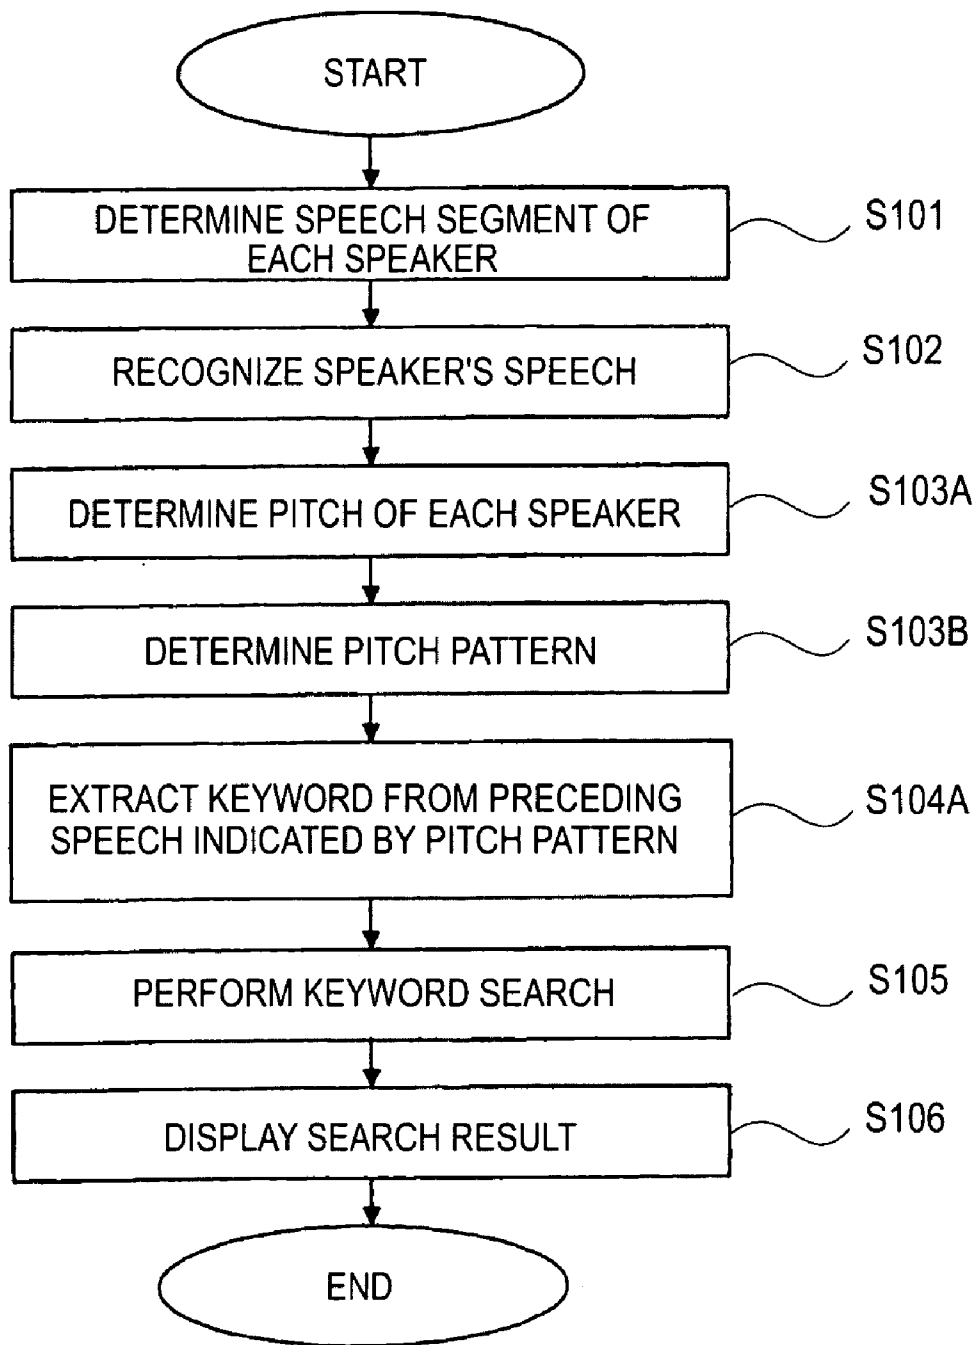 START
DETERMINE SPEECH SEGMENT OF
EACH SPEAKER
S101
RECOGNIZE SPEAKER'S SPEECH
S102
DETERMINE PITCH OF EACH SPEAKER
S103A
DETERMINE PITCH PATTERN
S103B
EXTRACT KEYWORD FROM PRECEDING
SPEECH INDICATED BY PITCH PATTERN
S104A
PERFORM KEYWORD SEARCH
S105
DISPLAY SEARCH RESULT
S106
END